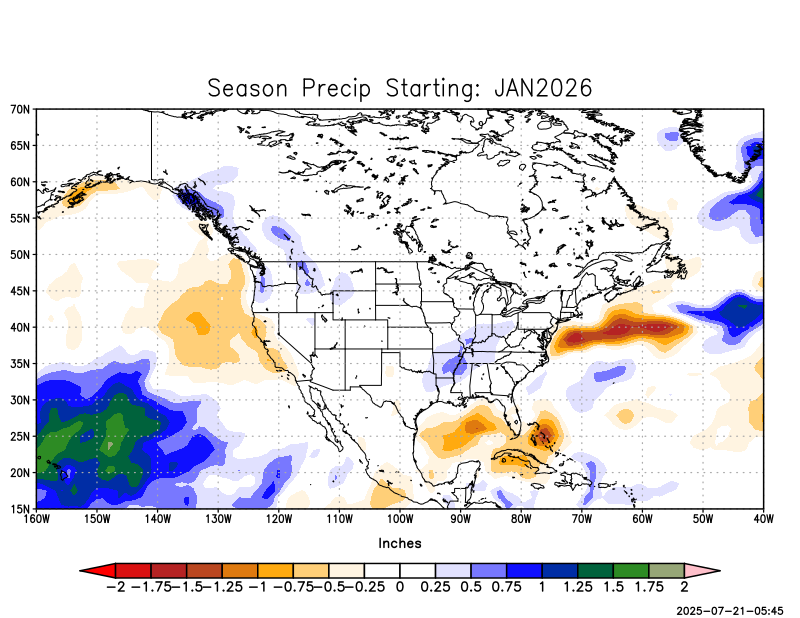 Season Precip Starting: JAN2026
70N
65N
60N
55N
50N
45N
40N
35N
30N
25N
20N
15N
160W 150W 140W 130W 120W 110W 100W 90W 80W 70W 60W 50W 40W
Inches
−2 −1.75 −1.5 −1.25 −1 −0.75 −0.5 −0.25 0 0.25 0.5 0.75 1 1.25 1.5 1.75 2
2025-07-21-05:45